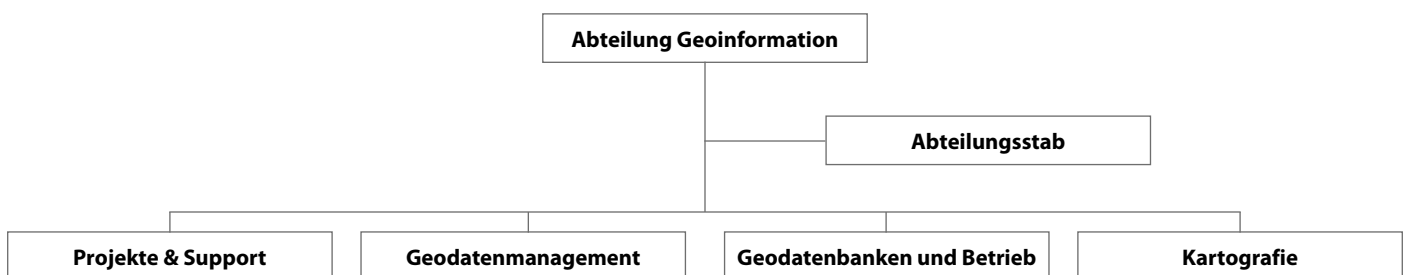 Abteilung Geoinformation
Abteilungsstab
Projekte & Support
Geodatenmanagement
Geodatenbanken und Betrieb
Kartografie